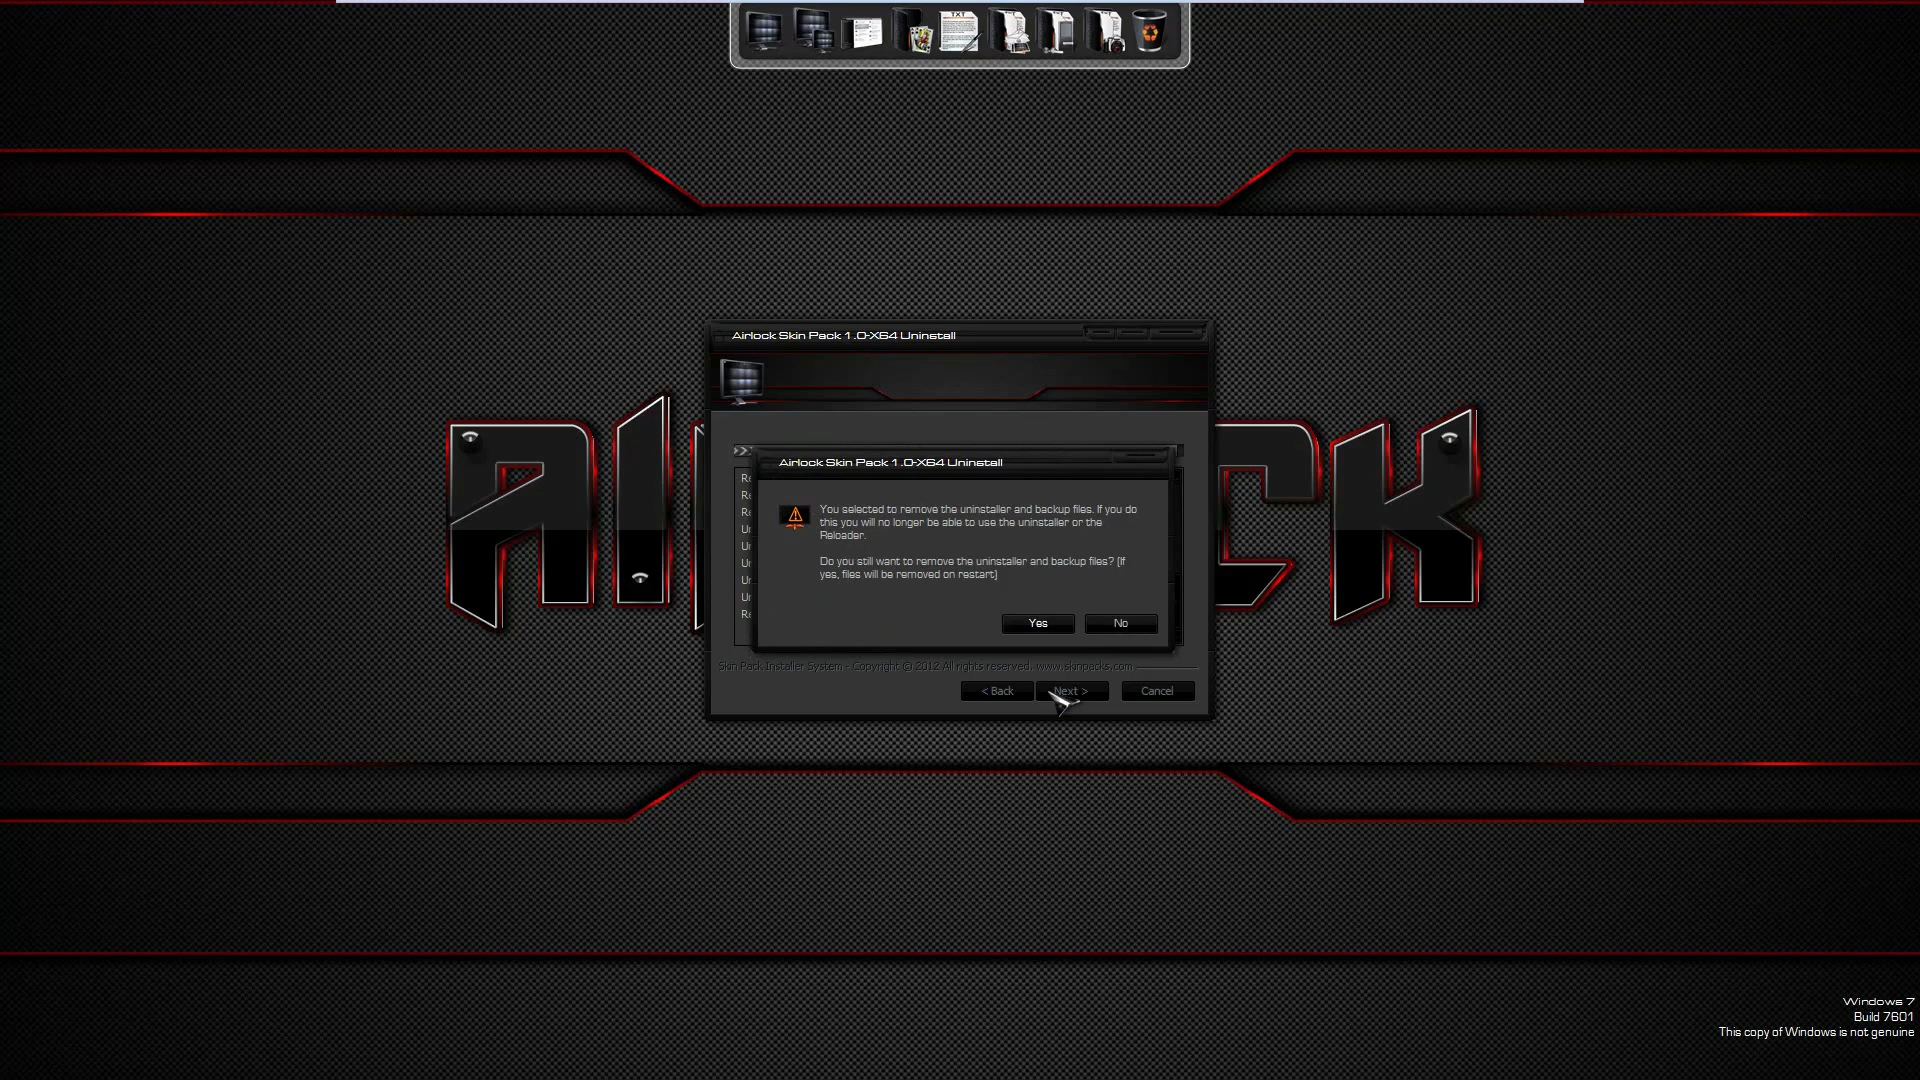 TXT
TXT
Airlock Skin Pack 1.0-X64 Uninstall
Airlock Skin Pack 1.0-X64 Uninstall
You selected to remove the uninstaller and backup files. If you do
this you will no longer be able to use the uninstaller or the
Reloader.
Do you still want to remove the uninstaller and backup files? (If
yes, files will be removed on restart)
Yes
No
Skin Pack Installer System - Copyright © 2012 All rights reserved, www.skinpacks.com
< Back
Next >
Cancel
Windows 7
Build 7601
This copy of Windows is not genuine